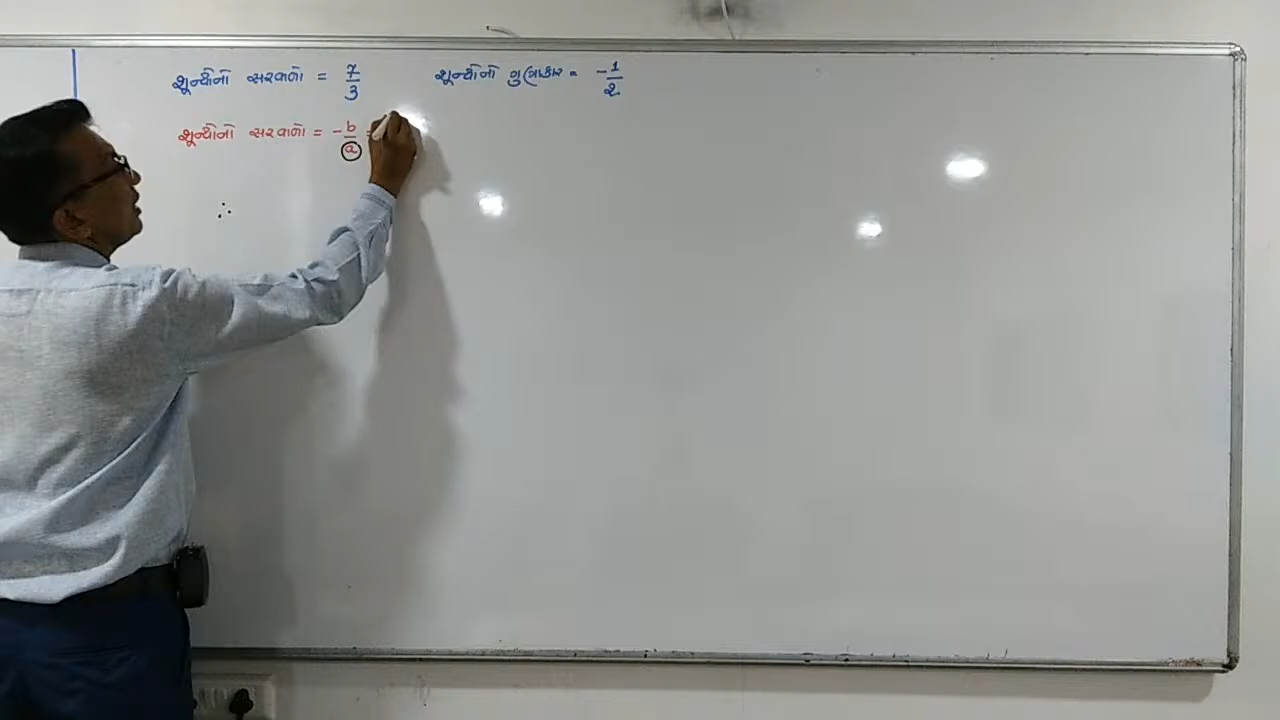 શૂન્યોનો સરવાળો = 7/3 શૂન્યોનો ગુણાકાર = -1/2
શૂન્યોનો સરવાળો = -b/a =
∴